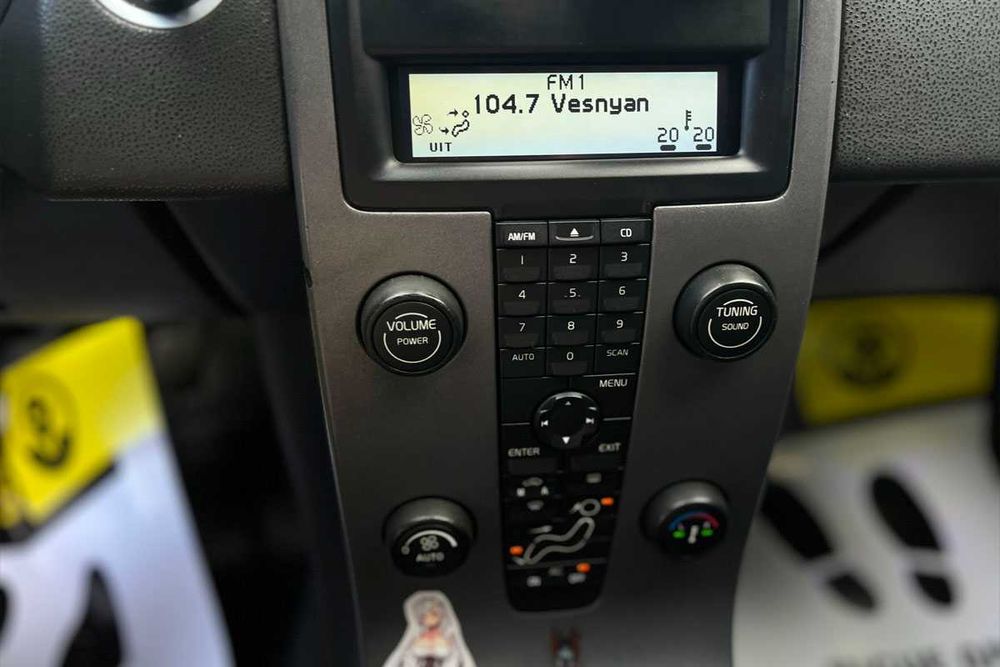 FM1
104.7 Vesnyan
UIT
20 20
AM/FM CD
1 2 3
4 .5. 6
7 8 9
AUTO 0 SCAN
VOLUME
POWER
TUNING
SOUND
MENU
ENTER EXIT
AUTO